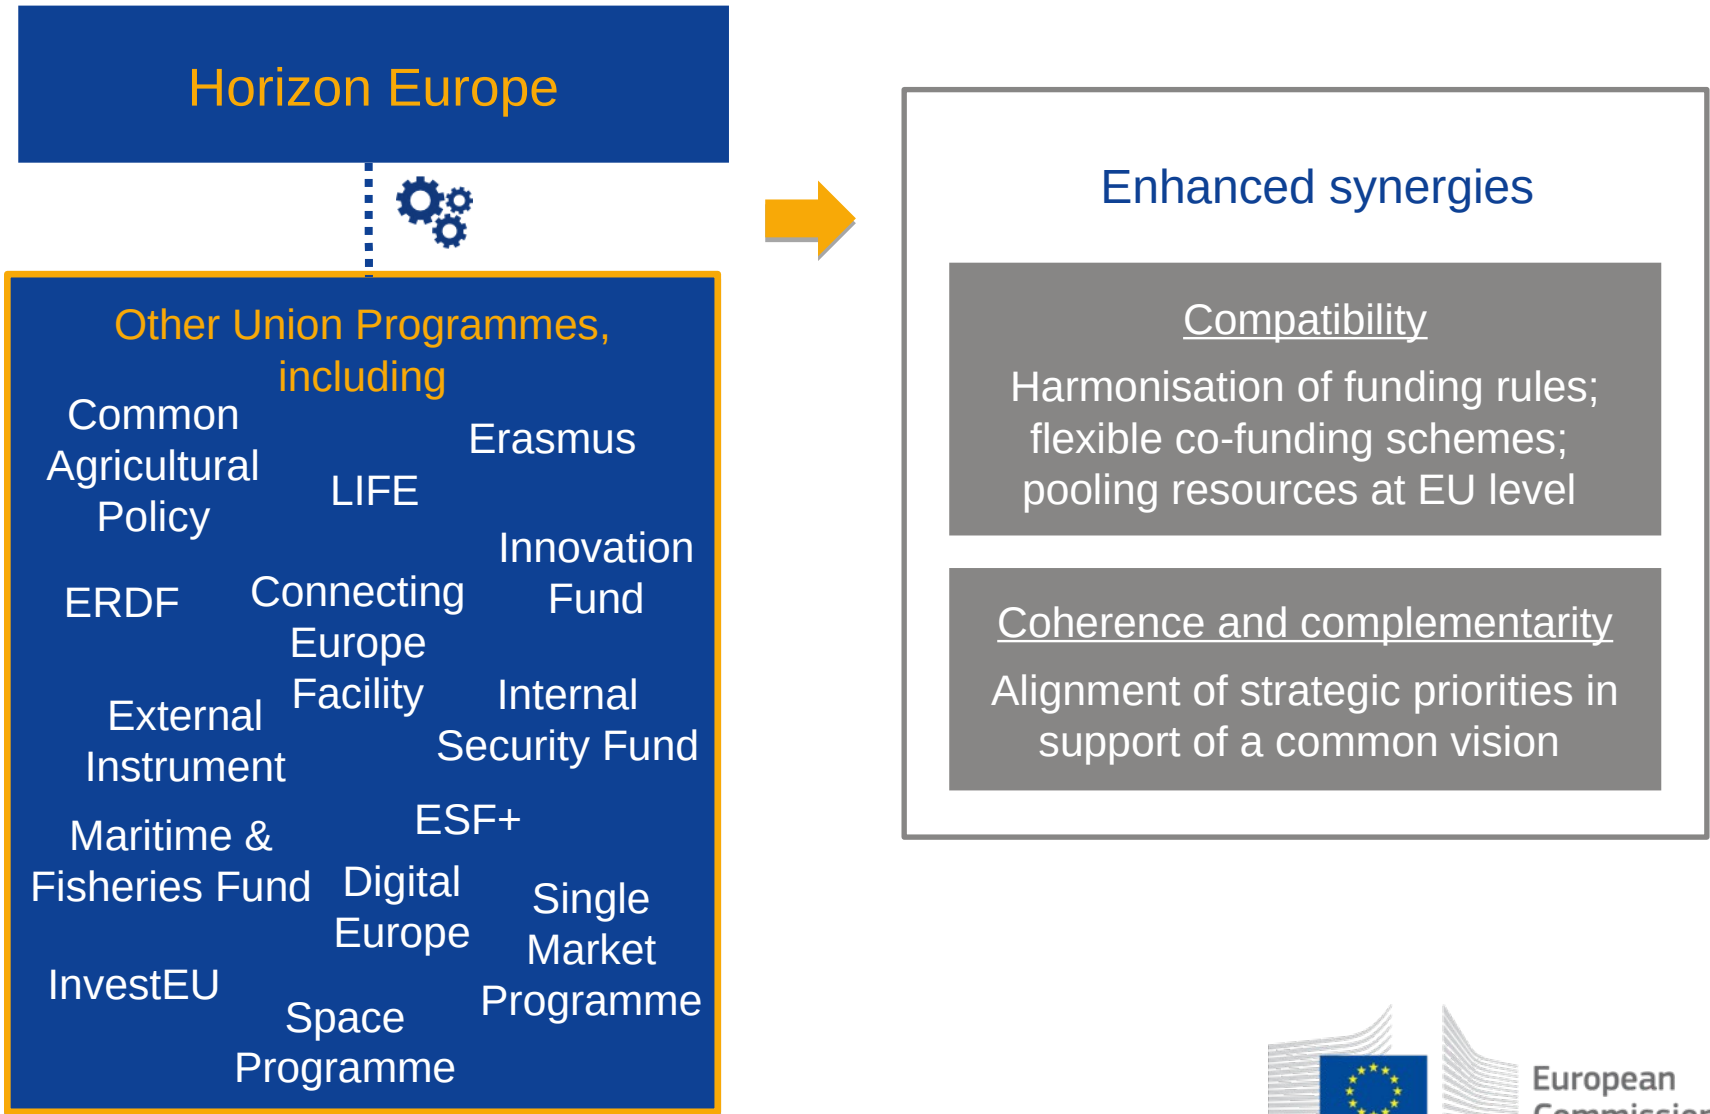 Horizon Europe
Other Union Programmes,
including
Common
Agricultural
Policy
LIFE
Erasmus
Innovation
Fund
ERDF
Connecting
Europe
Facility
External
Instrument
Internal
Security Fund
ESF+
Maritime &
Fisheries Fund
Digital
Europe
Single
Market
Programme
InvestEU
Space
Programme
Enhanced synergies
Compatibility
Harmonisation of funding rules;
flexible co-funding schemes;
pooling resources at EU level
Coherence and complementarity
Alignment of strategic priorities in
support of a common vision
European
Commission